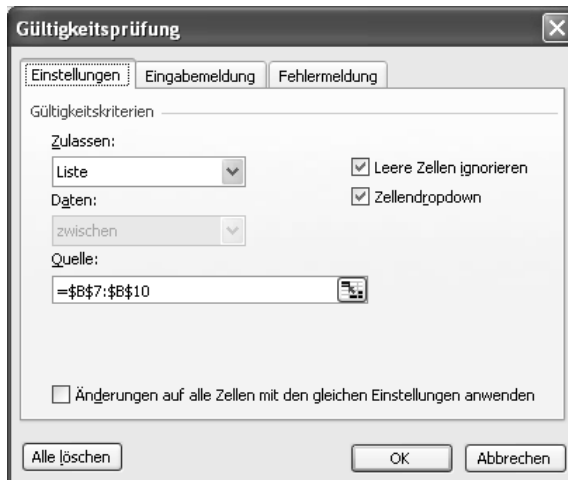 Gültigkeitsprüfung
Einstellungen Eingabemeldung Fehlermeldung
Gültigkeitskriterien
Zulassen:
Liste
Leere Zellen ignorieren
Daten:
Zellendropdown
zwischen
Quelle:
=$B$7:$B$10
Änderungen auf alle Zellen mit den gleichen Einstellungen anwenden
Alle löschen OK Abbrechen